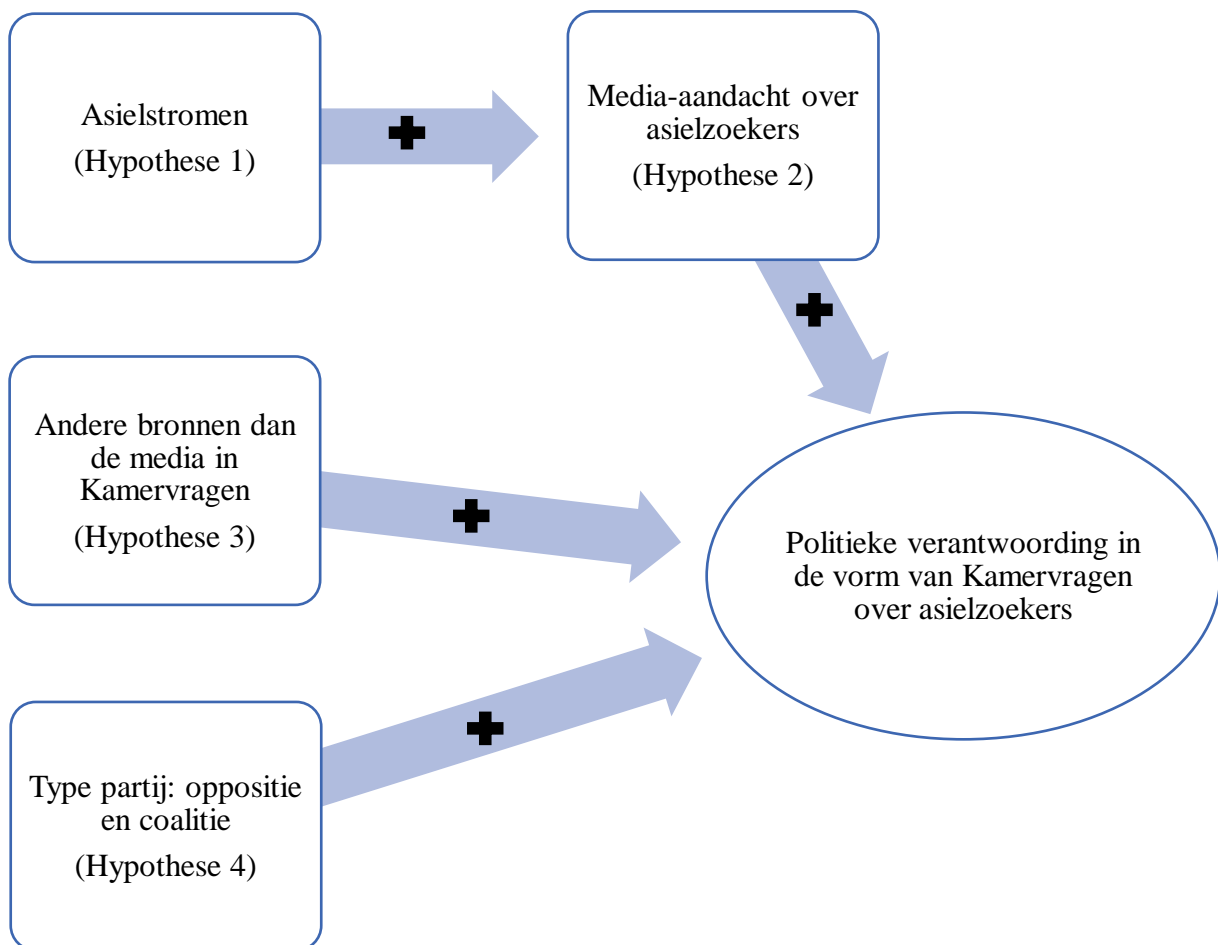 Asielstromen
(Hypothese 1)
Media-aandacht over
asielzoekers
(Hypothese 2)
Andere bronnen dan
de media in
Kamervragen
(Hypothese 3)
Politieke verantwoording in
de vorm van Kamervragen
over asielzoekers
Type partij: oppositie
en coalitie
(Hypothese 4)